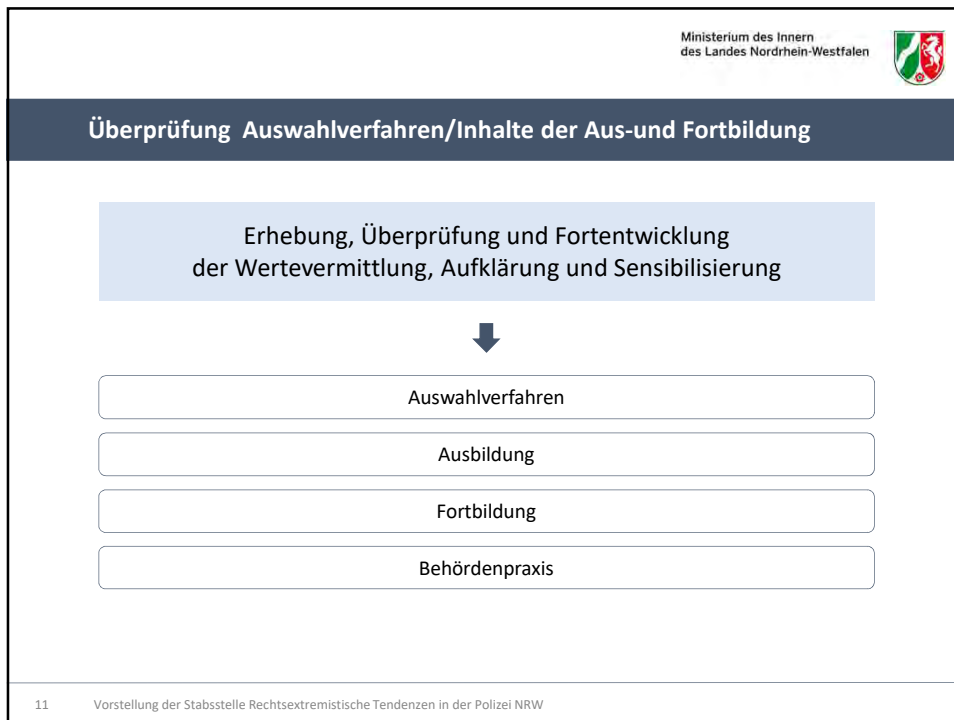 Ministerium des Innern
des Landes Nordrhein-Westfalen
Überprüfung Auswahlverfahren/Inhalte der Aus-und Fortbildung
Erhebung, Überprüfung und Fortentwicklung
der Wertevermittlung, Aufklärung und Sensibilisierung
Auswahlverfahren
Ausbildung
Fortbildung
Behördenpraxis
11 Vorstellung der Stabsstelle Rechtsextremistische Tendenzen in der Polizei NRW